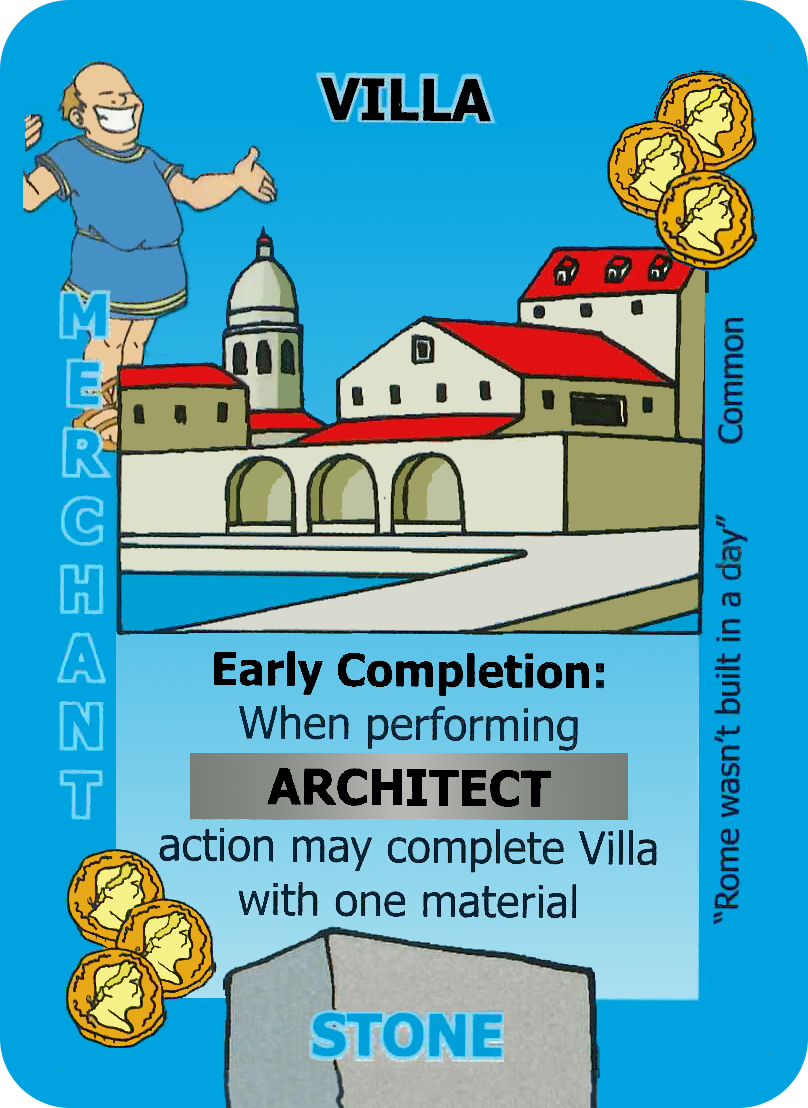 VILLA
MERCHANT
Common
“Rome wasn’t built in a day”
Early Completion:
When performing
ARCHITECT
action may complete Villa
with one material
STONE